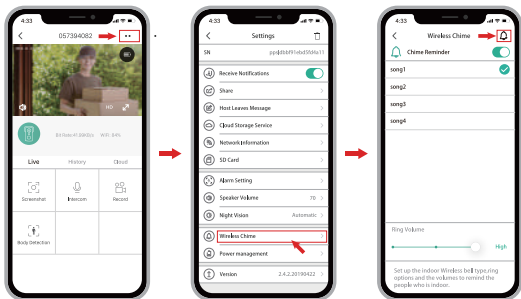 4:33
057394082
HD
WIFI: 84%
Live History Cloud
Screenshot Intercom Record
Body Detection
4:33
Settings
SN
Receive Notifications
Share
Host Leaves Message
Cloud Storage Service
Network Information
SD Card
Alarm Setting
Speaker Volume 70
Night Vision Automatic
Wireless Chime
Power management
Version 2.4.2.20190422
4:33
Wireless Chime
Chime Reminder
song1
song2
song3
song4
Ring Volume
High
Set up the indoor Wireless bell type,ring
options and the volumes to remind the
people who is indoor.